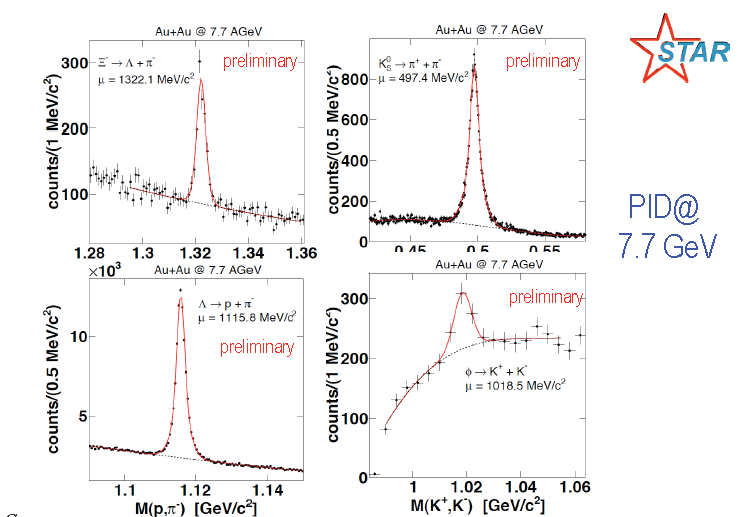 Au+Au @ 7.7 AGeV
Ξ⁻ → Λ + π⁻
μ = 1322.1 MeV/c²
preliminary
counts/(1 MeV/c²)
300
200
100
1.28 1.3 1.32 1.34 1.36
Au+Au @ 7.7 AGeV
K⁰S → π⁺ + π⁻
μ = 497.4 MeV/c²
preliminary
counts/(0.5 MeV/c²)
800
600
400
200
100
0
0.45 0.5 0.55
STAR
PID@
7.7 GeV
×10³
Au+Au @ 7.7 AGeV
Λ → p + π⁻
μ = 1115.8 MeV/c²
preliminary
counts/(0.5 MeV/c²)
10
5
1.1 1.12 1.14
M(p,π⁻) [GeV/c²]
Au+Au @ 7.7 AGeV
preliminary
ϕ → K⁺ + K⁻
μ = 1018.5 MeV/c²
counts/(1 MeV/c²)
300
200
100
0
1 1.02 1.04 1.06
M(K⁺,K⁻) [GeV/c²]